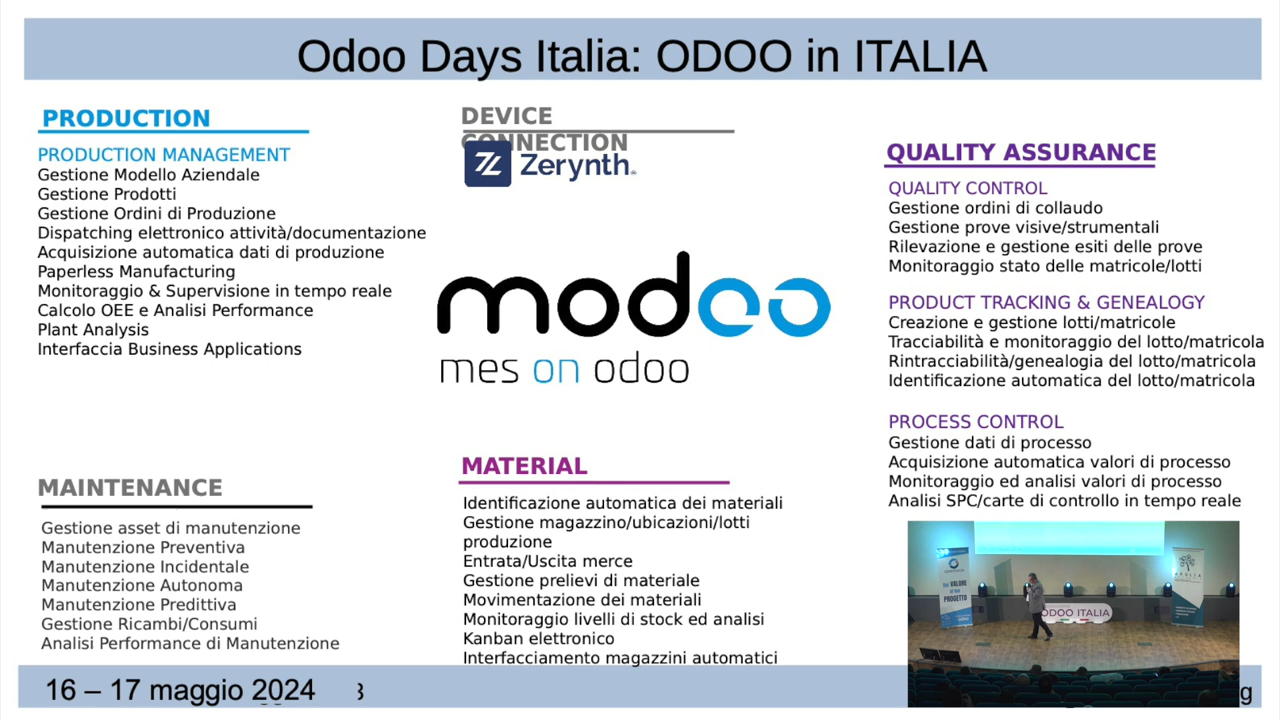 Odoo Days Italia: ODOO in ITALIA
PRODUCTION
PRODUCTION MANAGEMENT
Gestione Modello Aziendale
Gestione Prodotti
Gestione Ordini di Produzione
Dispatching elettronico attività/documentazione
Acquisizione automatica dati di produzione
Paperless Manufacturing
Monitoraggio & Supervisione in tempo reale
Calcolo OEE e Analisi Performance
Plant Analysis
Interfaccia Business Applications
MAINTENANCE
Gestione asset di manutenzione
Manutenzione Preventiva
Manutenzione Incidentale
Manutenzione Autonoma
Manutenzione Predittiva
Gestione Ricambi/Consumi
Analisi Performance di Manutenzione
DEVICE
CONNECTION
Zerynth
modoo
mes on odoo
MATERIAL
Identificazione automatica dei materiali
Gestione magazzino/ubicazioni/lotti
produzione
Entrata/Uscita merce
Gestione prelievi di materiale
Movimentazione dei materiali
Monitoraggio livelli di stock ed analisi
Kanban elettronico
Interfacciamento magazzini automatici
QUALITY ASSURANCE
QUALITY CONTROL
Gestione ordini di collaudo
Gestione prove visive/strumentali
Rilevazione e gestione esiti delle prove
Monitoraggio stato delle matricole/lotti
PRODUCT TRACKING & GENEALOGY
Creazione e gestione lotti/matricole
Tracciabilità e monitoraggio del lotto/matricola
Rintracciabilità/genealogia del lotto/matricola
Identificazione automatica del lotto/matricola
PROCESS CONTROL
Gestione dati di processo
Acquisizione automatica valori di processo
Monitoraggio ed analisi valori di processo
Analisi SPC/carte di controllo in tempo reale
VALORE
PROGETTO
APULIA
ODOO ITALIA
16 – 17 maggio 2024
g